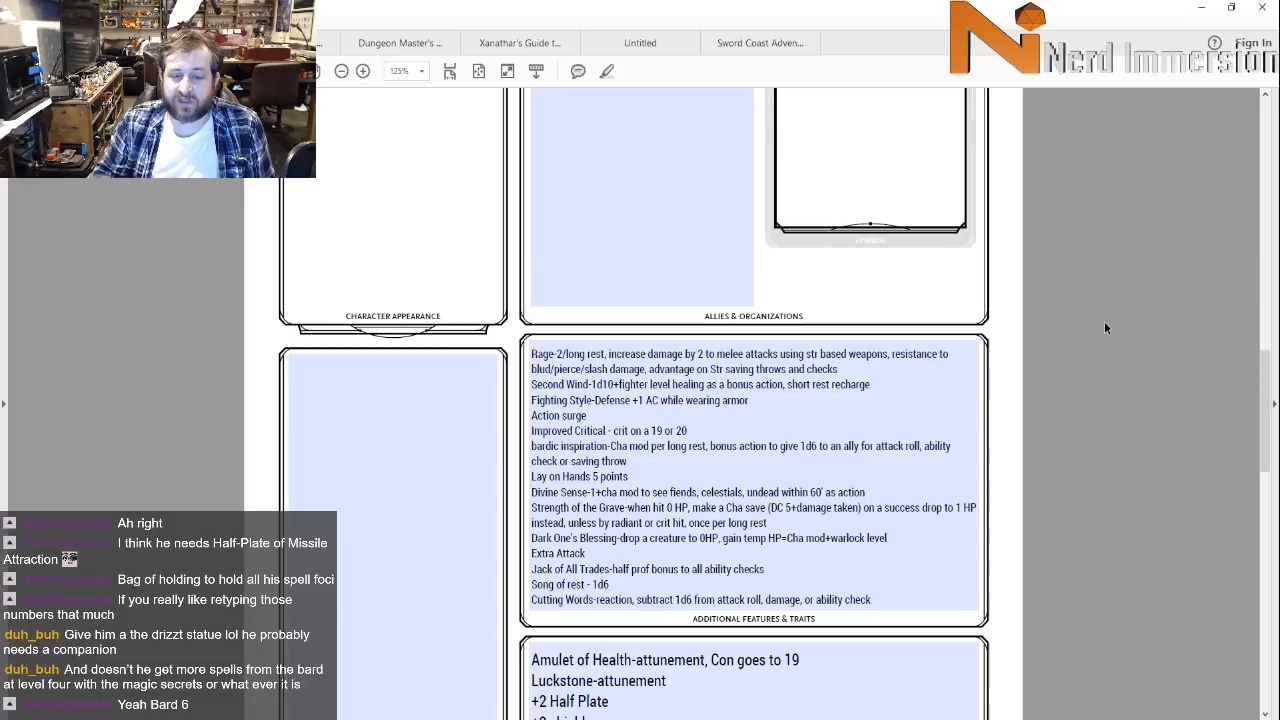 Dungeon Master's ...
Xanathar's Guide t...
Untitled
Sword Coast Adven...
Nerd Immersion
Sign In
125%
CHARACTER APPEARANCE
ALLIES & ORGANIZATIONS
Rage-2/long rest, increase damage by 2 to melee attacks using str based weapons, resistance to
blud/pierce/slash damage, advantage on Str saving throws and checks
Second Wind-1d10+fighter level healing as a bonus action, short rest recharge
Fighting Style-Defense +1 AC while wearing armor
Action surge
Improved Critical - crit on a 19 or 20
bardic inspiration-Cha mod per long rest, bonus action to give 1d6 to an ally for attack roll, ability
check or saving throw
Lay on Hands 5 points
Divine Sense-1+cha mod to see fiends, celestials, undead within 60' as action
Strength of the Grave-when hit 0 HP, make a Cha save (DC 5+damage taken) on a success drop to 1 HP
instead, unless by radiant or crit hit, once per long rest
Dark One's Blessing-drop a creature to 0HP, gain temp HP=Cha mod+warlock level
Extra Attack
Jack of All Trades-half prof bonus to all ability checks
Song of rest - 1d6
Cutting Words-reaction, subtract 1d6 from attack roll, damage, or ability check
ADDITIONAL FEATURES & TRAITS
Amulet of Health-attunement, Con goes to 19
Luckstone-attunement
+2 Half Plate
Ah right
I think he needs Half-Plate of Missile
Attraction
Bag of holding to hold all his spell foci
If you really like retyping those
numbers that much
duh_buh Give him a the drizzt statue lol he probably
needs a companion
duh_buh And doesn't he get more spells from the bard
at level four with the magic secrets or what ever it is
Yeah Bard 6